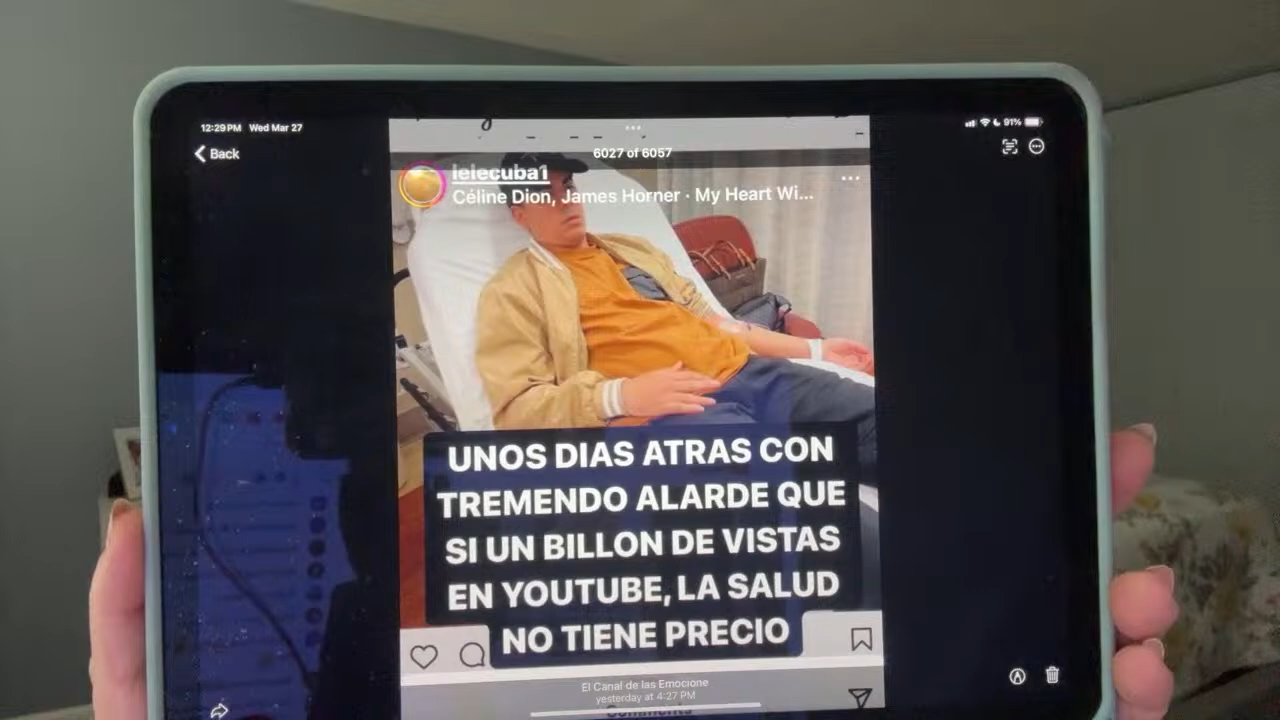 12:29 PM Wed Mar 27
91%
Back
6027 of 6057
lelecuba1
Céline Dion, James Horner · My Heart Wi...
UNOS DIAS ATRAS CON
TREMENDO ALARDE QUE
SI UN BILLON DE VISTAS
EN YOUTUBE, LA SALUD
NO TIENE PRECIO
El Canal de las Emocione
yesterday at 4:27 PM